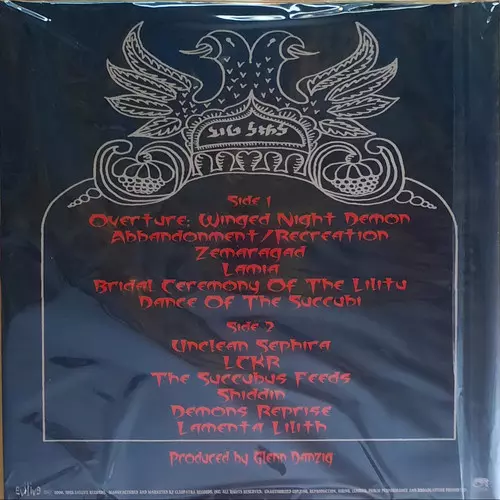 Side 1
Overture: Winged Night Demon
Abbandonment/Recreation
Zemaragad
Lamia
Bridal Ceremony Of The Lilitu
Dance Of The Succubi
Side 2
Unclean Sephira
LCKR
The Succubus Feeds
Shiddin
Demons Reprise
Lamenta Lilith
Produced by Glenn Danzig